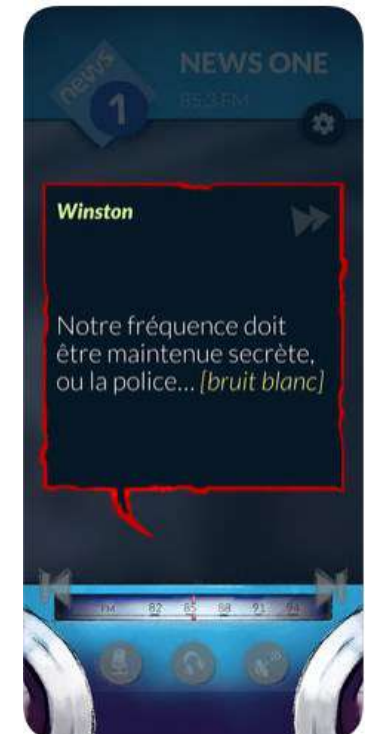 news
1
NEWS ONE
85.3 FM
Winston
Notre fréquence doit
être maintenue secrète,
ou la police... [bruit blanc]
FM 82 85 88 91 94